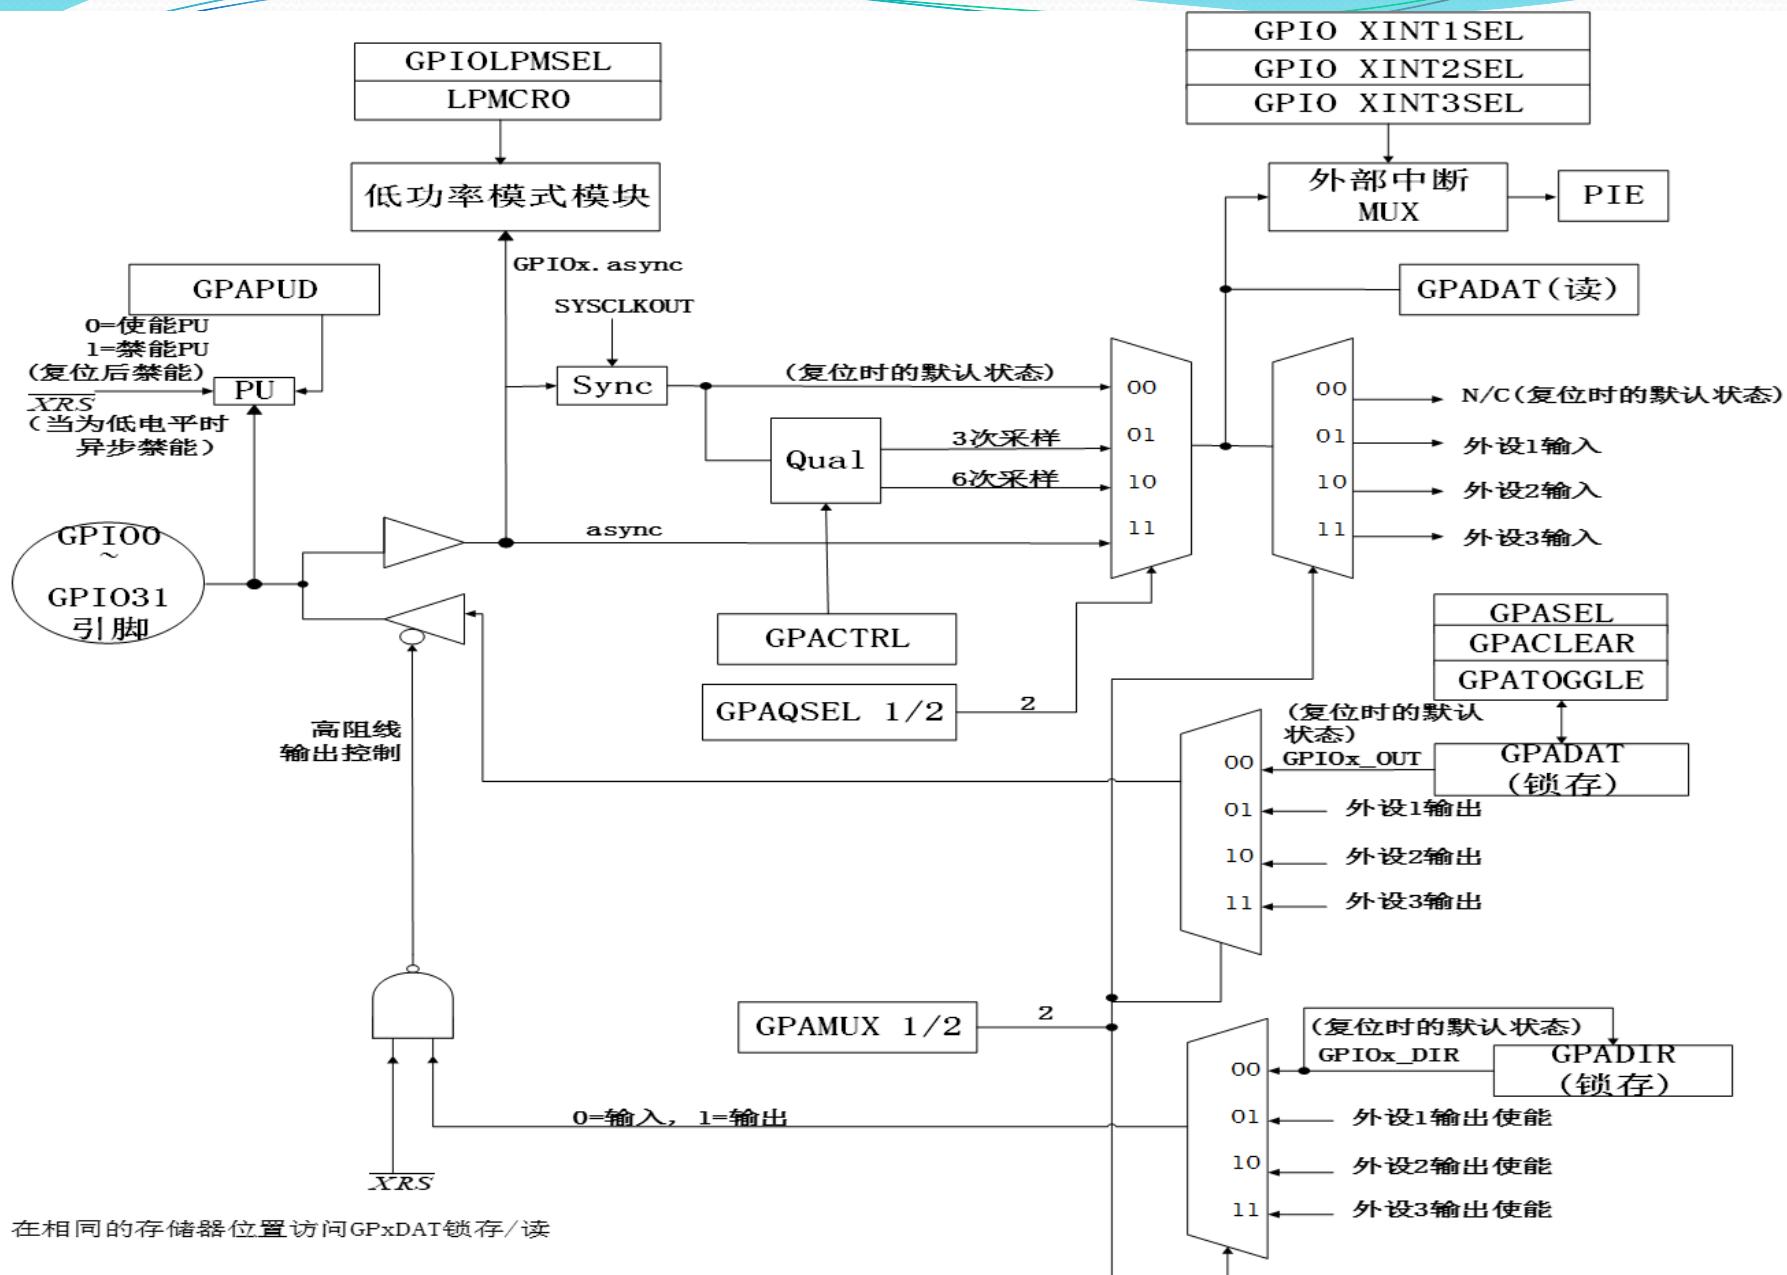 GPIO XINT1SEL
GPIO XINT2SEL
GPIO XINT3SEL
GPIOLPMSEL
LPMCR0
低功率模式模块
外部中断
MUX
PIE
GPIOx.async
GPAPUD
GPADAT(读)
SYSCLKOUT
0=使能PU
1=禁能PU
(复位后禁能)
XRS
PU
(当为低电平时
异步禁能)
Sync
(复位时的默认状态)
00
01
10
11
Qual
3次采样
6次采样
async
00
01
10
11
N/C(复位时的默认状态)
外设1输入
外设2输入
外设3输入
GPIO0
~
GPIO31
引脚
GPACTRL
GPAQSEL 1/2
2
GPASEL
GPACLEAR
GPATOGGLE
高阻线
输出控制
(复位时的默认
状态)
GPIOx_OUT
GPADAT
(锁存)
00
01
10
11
外设1输出
外设2输出
外设3输出
GPAMUX 1/2
2
(复位时的默认状态)
GPIOx_DIR
GPADIR
(锁存)
00
01
10
11
外设1输出使能
外设2输出使能
外设3输出使能
0=输入, 1=输出
XRS
在相同的存储器位置访问GPxDAT锁存/读